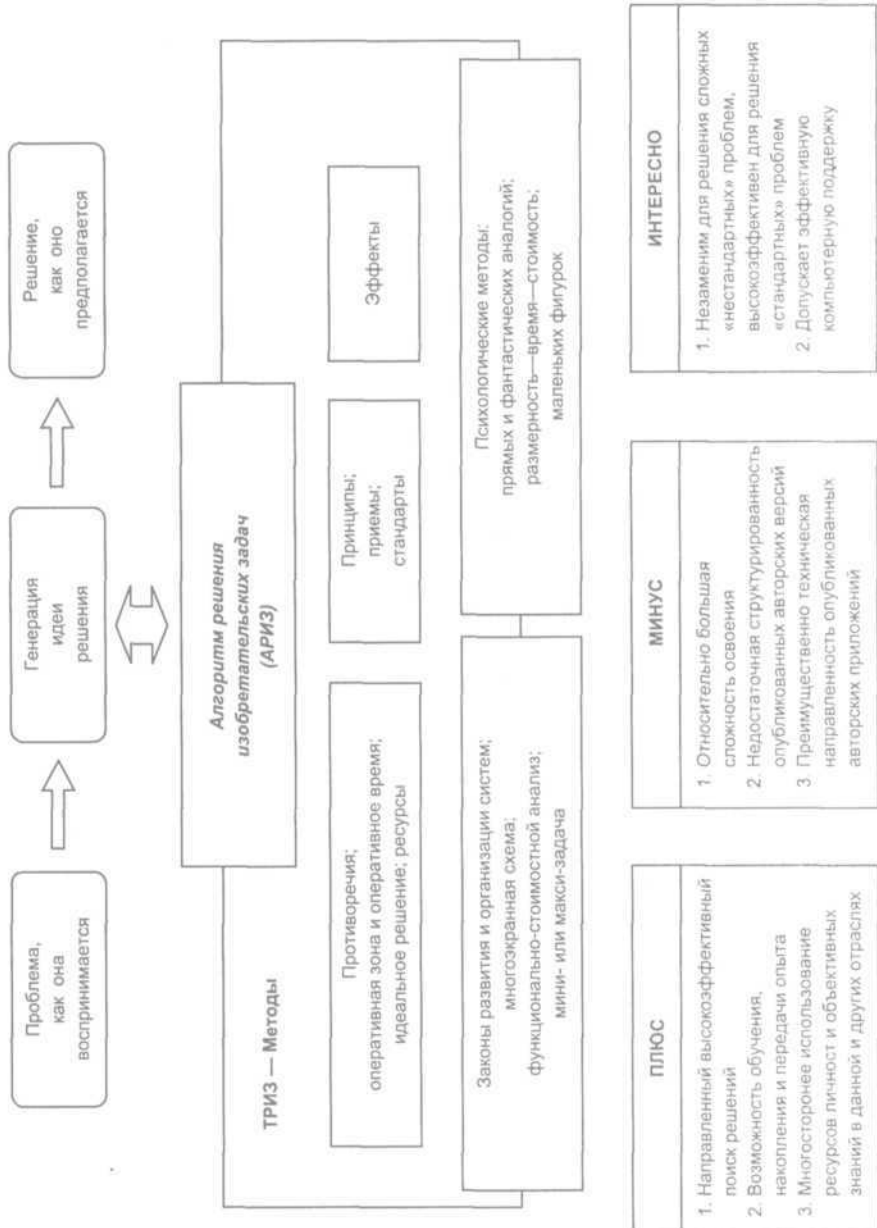 Проблема,
как она
воспринимается
Генерация
идеи
решения
Решение,
как оно
предполагается
ТРИЗ — Методы
Алгоритм решения
изобретательских задач
(АРИЗ)
Противоречия;
оперативная зона и оперативное время;
идеальное решение; ресурсы
Принципы;
приемы;
стандарты
Эффекты
Законы развития и организации систем;
многоэкранная схема;
функционально-стоимостной анализ;
мини- или макси-задача
Психологические методы:
прямых и фантастических аналогий;
размерность—время—стоимость;
маленьких фигурок
ПЛЮС
1. Направленный высокоэффективный
поиск решений
2. Возможность обучения,
накопления и передачи опыта
3. Многосторонее использование
ресурсов личност и объективных
знаний в данной и других отраслях
МИНУС
1. Относительно большая
сложность освоения
2. Недостаточная структурированность
опубликованных авторских версий
3. Преимущественно техническая
направленность опубликованных
авторских приложений
ИНТЕРЕСНО
1. Незаменим для решения сложных
«нестандартных» проблем,
высокоэффективен для решения
«стандартных» проблем
2. Допускает эффективную
компьютерную поддержку